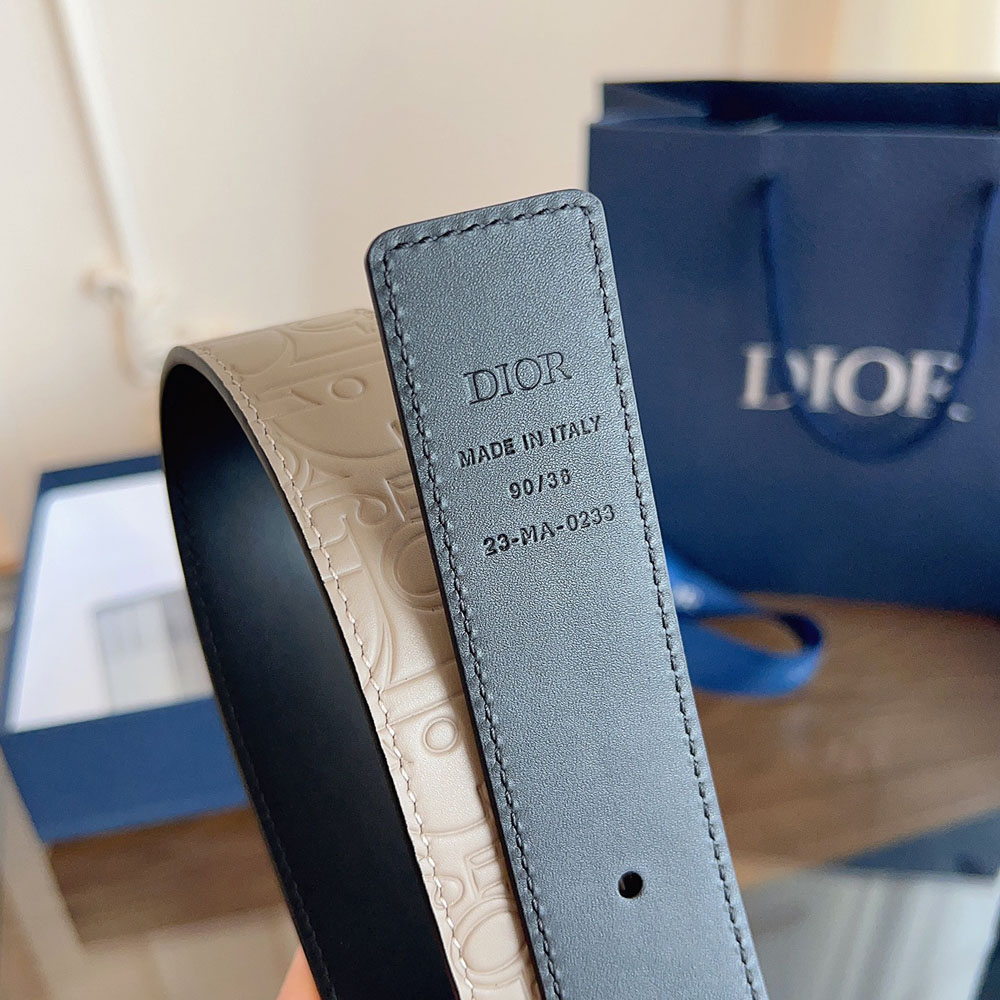 DIOR
MADE IN ITALY
90/36
23-MA-0233
DIOR